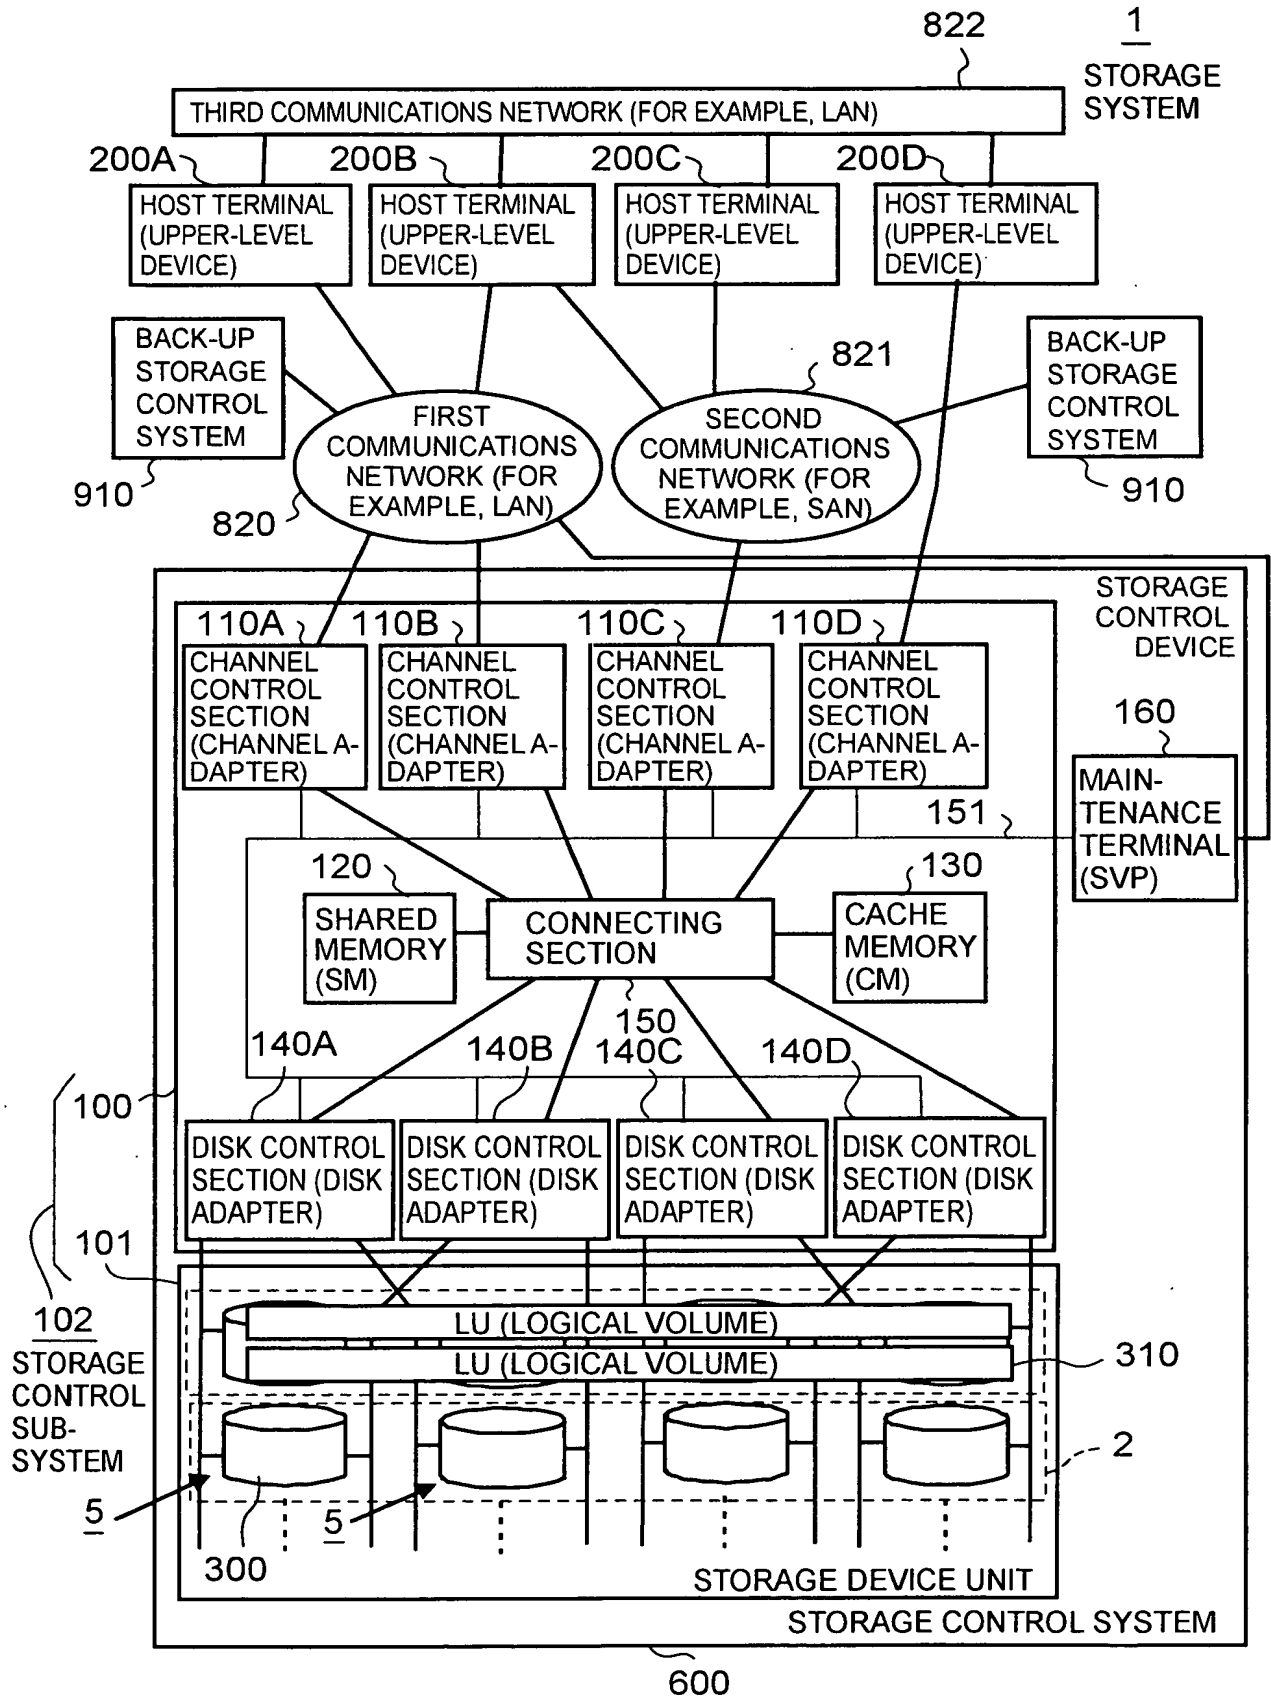 822
1
STORAGE
SYSTEM
THIRD COMMUNICATIONS NETWORK (FOR EXAMPLE, LAN)
200A
200B
200C
200D
HOST TERMINAL
(UPPER-LEVEL
DEVICE)
HOST TERMINAL
(UPPER-LEVEL
DEVICE)
HOST TERMINAL
(UPPER-LEVEL
DEVICE)
HOST TERMINAL
(UPPER-LEVEL
DEVICE)
BACK-UP
STORAGE
CONTROL
SYSTEM
910
821
BACK-UP
STORAGE
CONTROL
SYSTEM
910
FIRST
COMMUNICATIONS
NETWORK (FOR
EXAMPLE, LAN)
820
SECOND
COMMUNICATIONS
NETWORK (FOR
EXAMPLE, SAN)
STORAGE
CONTROL
DEVICE
110A
110B
110C
110D
CHANNEL
CONTROL
SECTION
(CHANNEL A-
DAPTER)
CHANNEL
CONTROL
SECTION
(CHANNEL A-
DAPTER)
CHANNEL
CONTROL
SECTION
(CHANNEL A-
DAPTER)
CHANNEL
CONTROL
SECTION
(CHANNEL A-
DAPTER)
160
MAIN-
TENANCE
TERMINAL
(SVP)
151
120
130
SHARED
MEMORY
(SM)
CONNECTING
SECTION
CACHE
MEMORY
(CM)
150
140A
140B
140C
140D
100
DISK CONTROL
SECTION (DISK
ADAPTER)
DISK CONTROL
SECTION (DISK
ADAPTER)
DISK CONTROL
SECTION (DISK
ADAPTER)
DISK CONTROL
SECTION (DISK
ADAPTER)
101
102
STORAGE
CONTROL
SUB-
SYSTEM
LU (LOGICAL VOLUME)
LU (LOGICAL VOLUME)
310
2
5
5
300
STORAGE DEVICE UNIT
STORAGE CONTROL SYSTEM
600